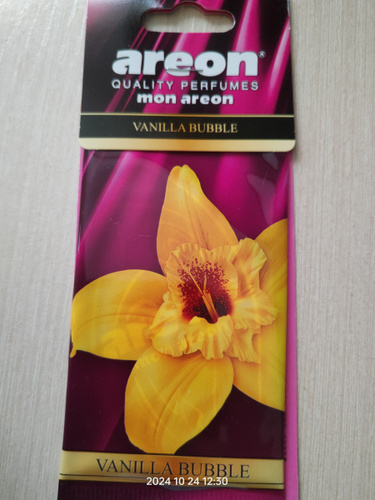 areon®
QUALITY PERFUMES
mon areon
VANILLA BUBBLE
VANILLA BUBBLE
2024 10 24 12:30